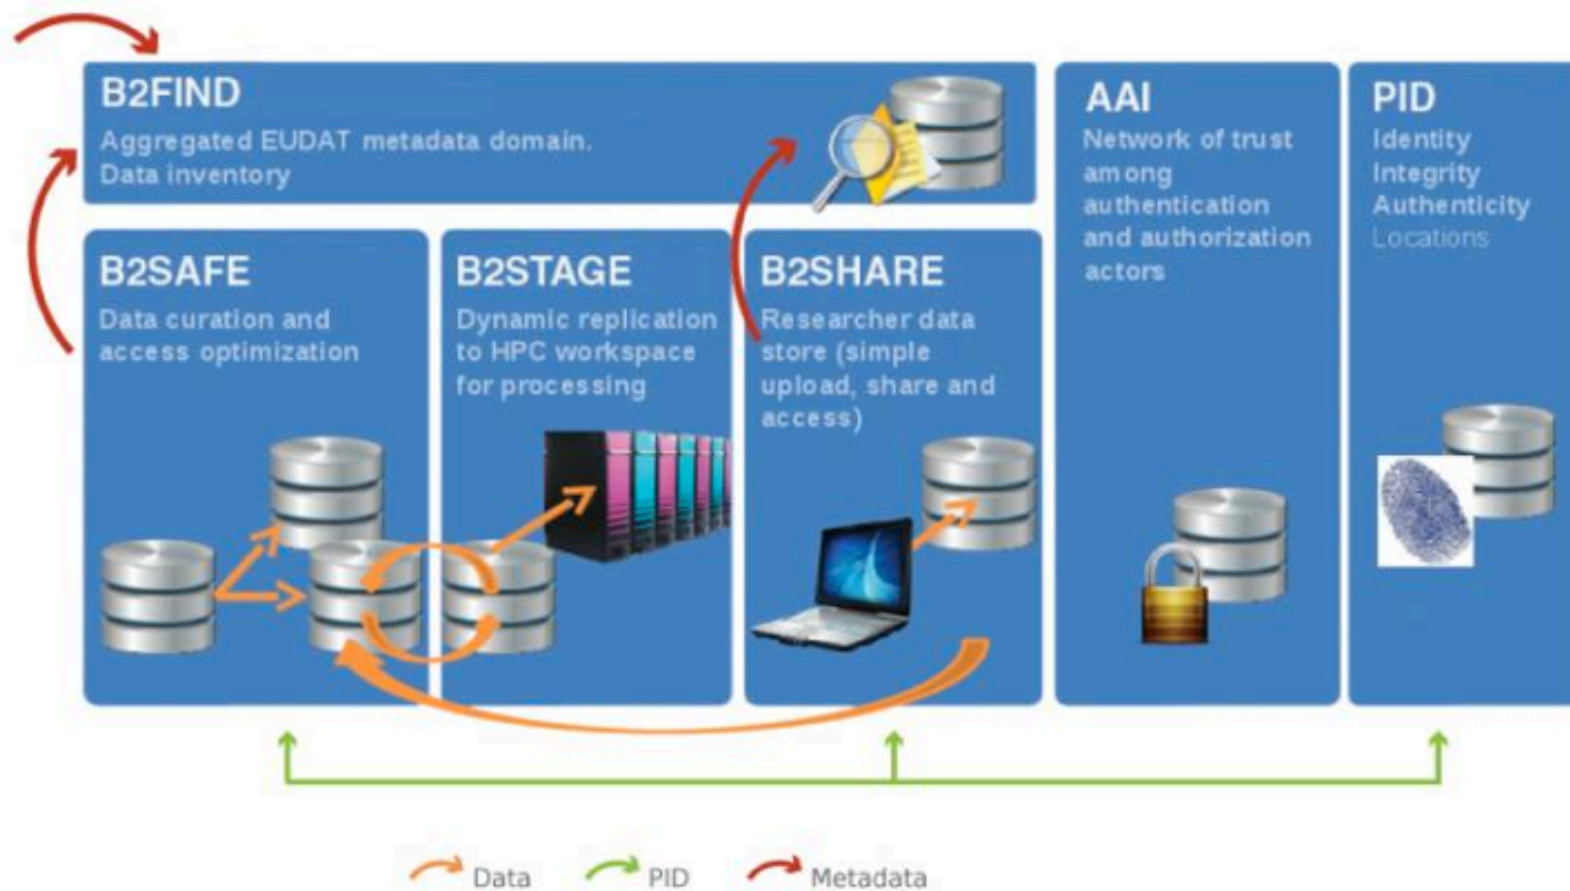 B2FIND
Aggregated EUDAT metadata domain.
Data inventory
AAI
Network of trust
among
authentication
and authorization
actors
PID
Identity
Integrity
Authenticity
Locations
B2SAFE
Data curation and
access optimization
B2STAGE
Dynamic replication
to HPC workspace
for processing
B2SHARE
Researcher data
store (simple
upload, share and
access)
Data
PID
Metadata